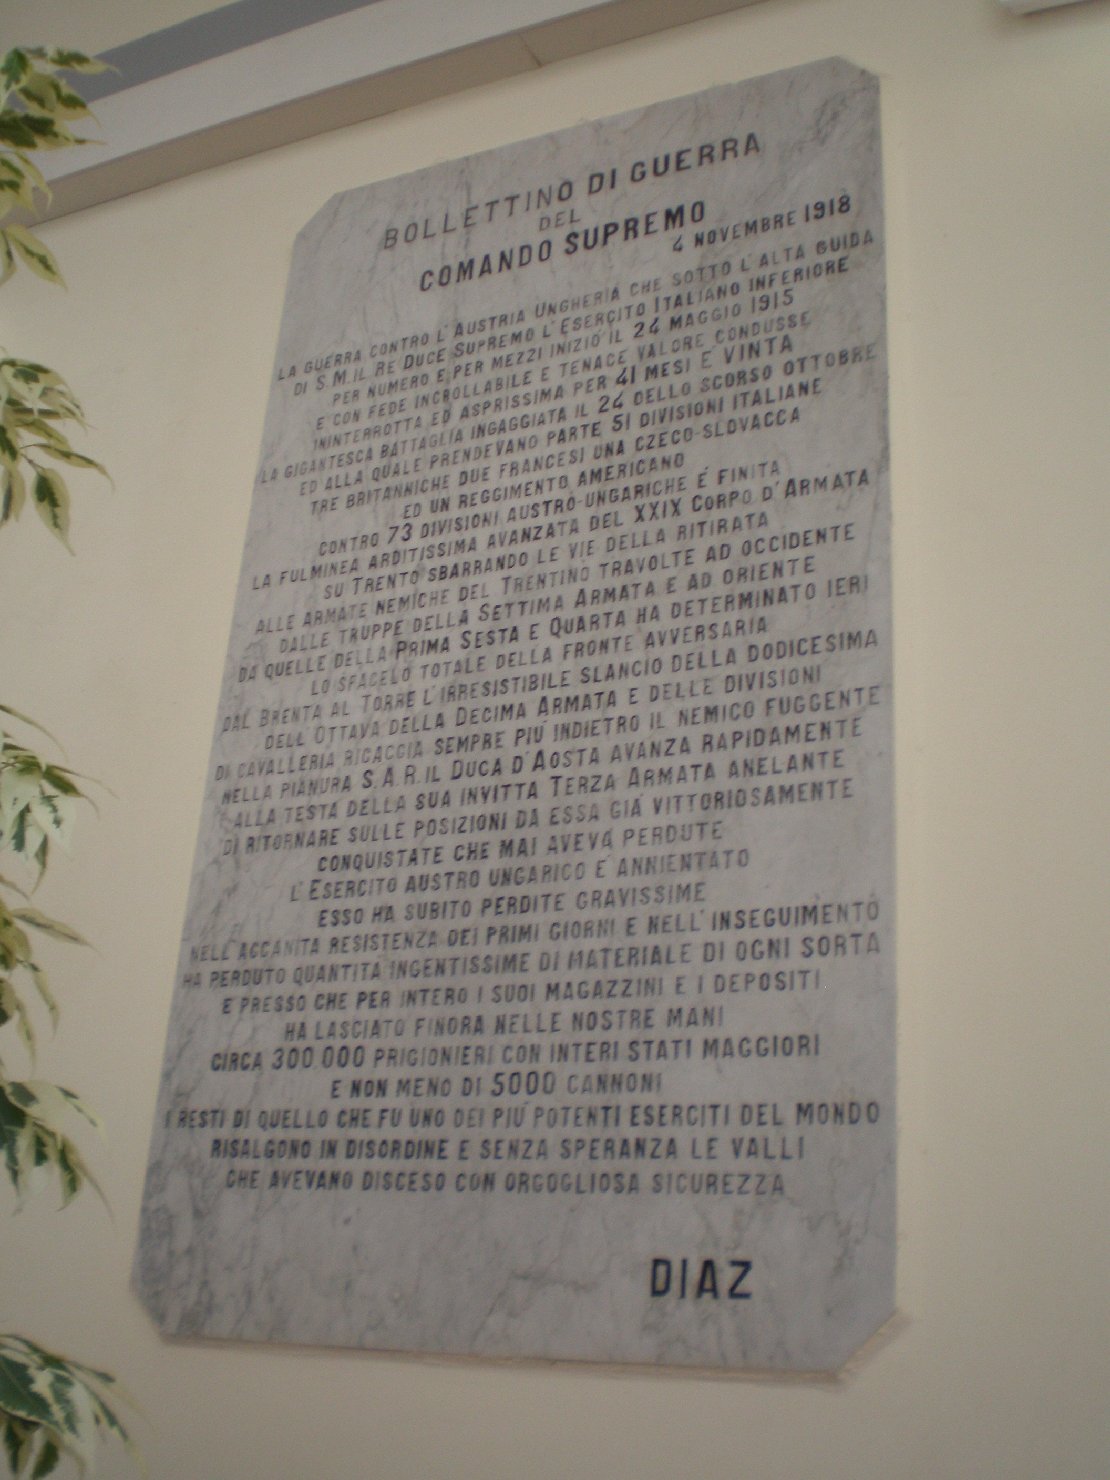 BOLLETTINO DI GUERRA
DEL
COMANDO SUPREMO
4 NOVEMBRE 1918
LA GUERRA CONTRO L'AUSTRIA UNGHERIA CHE SOTTO L'ALTA GUIDA
DI S.M. IL RE DUCE SUPREMO L'ESERCITO ITALIANO INFERIORE
PER NUMERO E PER MEZZI INIZIO' IL 24 MAGGIO 1915
E CON FEDE INCROLLABILE E TENACE VALORE CONDUSSE
ININTERROTTA ED ASPRISSIMA PER 41 MESI E' VINTA
LA GIGANTESCA BATTAGLIA INGAGGIATA IL 24 DELLO SCORSO OTTOBRE
ED ALLA QUALE PRENDEVANO PARTE 51 DIVISIONI ITALIANE
TRE BRITANNICHE DUE FRANCESI UNA CZECO-SLOVACCA
ED UN REGGIMENTO AMERICANO
CONTRO 73 DIVISIONI AUSTRO-UNGARICHE É FINITA
LA FULMINEA ARDITISSIMA AVANZATA DEL XXIX CORPO D'ARMATA
SU TRENTO SBARRANDO LE VIE DELLA RITIRATA
ALLE ARMATE NEMICHE DEL TRENTINO TRAVOLTE AD OCCIDENTE
DALLE TRUPPE DELLA SETTIMA ARMATA E AD ORIENTE
DA QUELLE DELLA PRIMA SESTA E QUARTA HA DETERMINATO IERI
LO SFACELO TOTALE DELLA FRONTE AVVERSARIA
DAL BRENTA AL TORRE L'IRRESISTIBILE SLANCIO DELLA DODICESIMA
DELL'OTTAVA DELLA DECIMA ARMATA E DELLE DIVISIONI
DI CAVALLERIA RICACCIA SEMPRE PIU' INDIETRO IL NEMICO FUGGENTE
NELLA PIANURA S.A.R. IL DUCA D'AOSTA AVANZA RAPIDAMENTE
ALLA TESTA DELLA SUA INVITTA TERZA ARMATA ANELANTE
DI RITORNARE SULLE POSIZIONI DA ESSA GIA' VITTORIOSAMENTE
CONQUISTATE CHE MAI AVEVA PERDUTE
L'ESERCITO AUSTRO UNGARICO E' ANNIENTATO
ESSO HA SUBITO PERDITE GRAVISSIME
NELL'ACCANITA RESISTENZA DEI PRIMI GIORNI E NELL'INSEGUIMENTO
HA PERDUTO QUANTITA' INGENTISSIME DI MATERIALE DI OGNI SORTA
E PRESSO CHE PER INTERO I SUOI MAGAZZINI E I DEPOSITI.
HA LASCIATO FINORA NELLE NOSTRE MANI
CIRCA 300.000 PRIGIONIERI CON INTERI STATI MAGGIORI
E NON MENO DI 5000 CANNONI
I RESTI DI QUELLO CHE FU UNO DEI PIU' POTENTI ESERCITI DEL MONDO
RISALGONO IN DISORDINE E SENZA SPERANZA LE VALLI
CHE AVEVANO DISCESO CON ORGOGLIOSA SICUREZZA
DIAZ